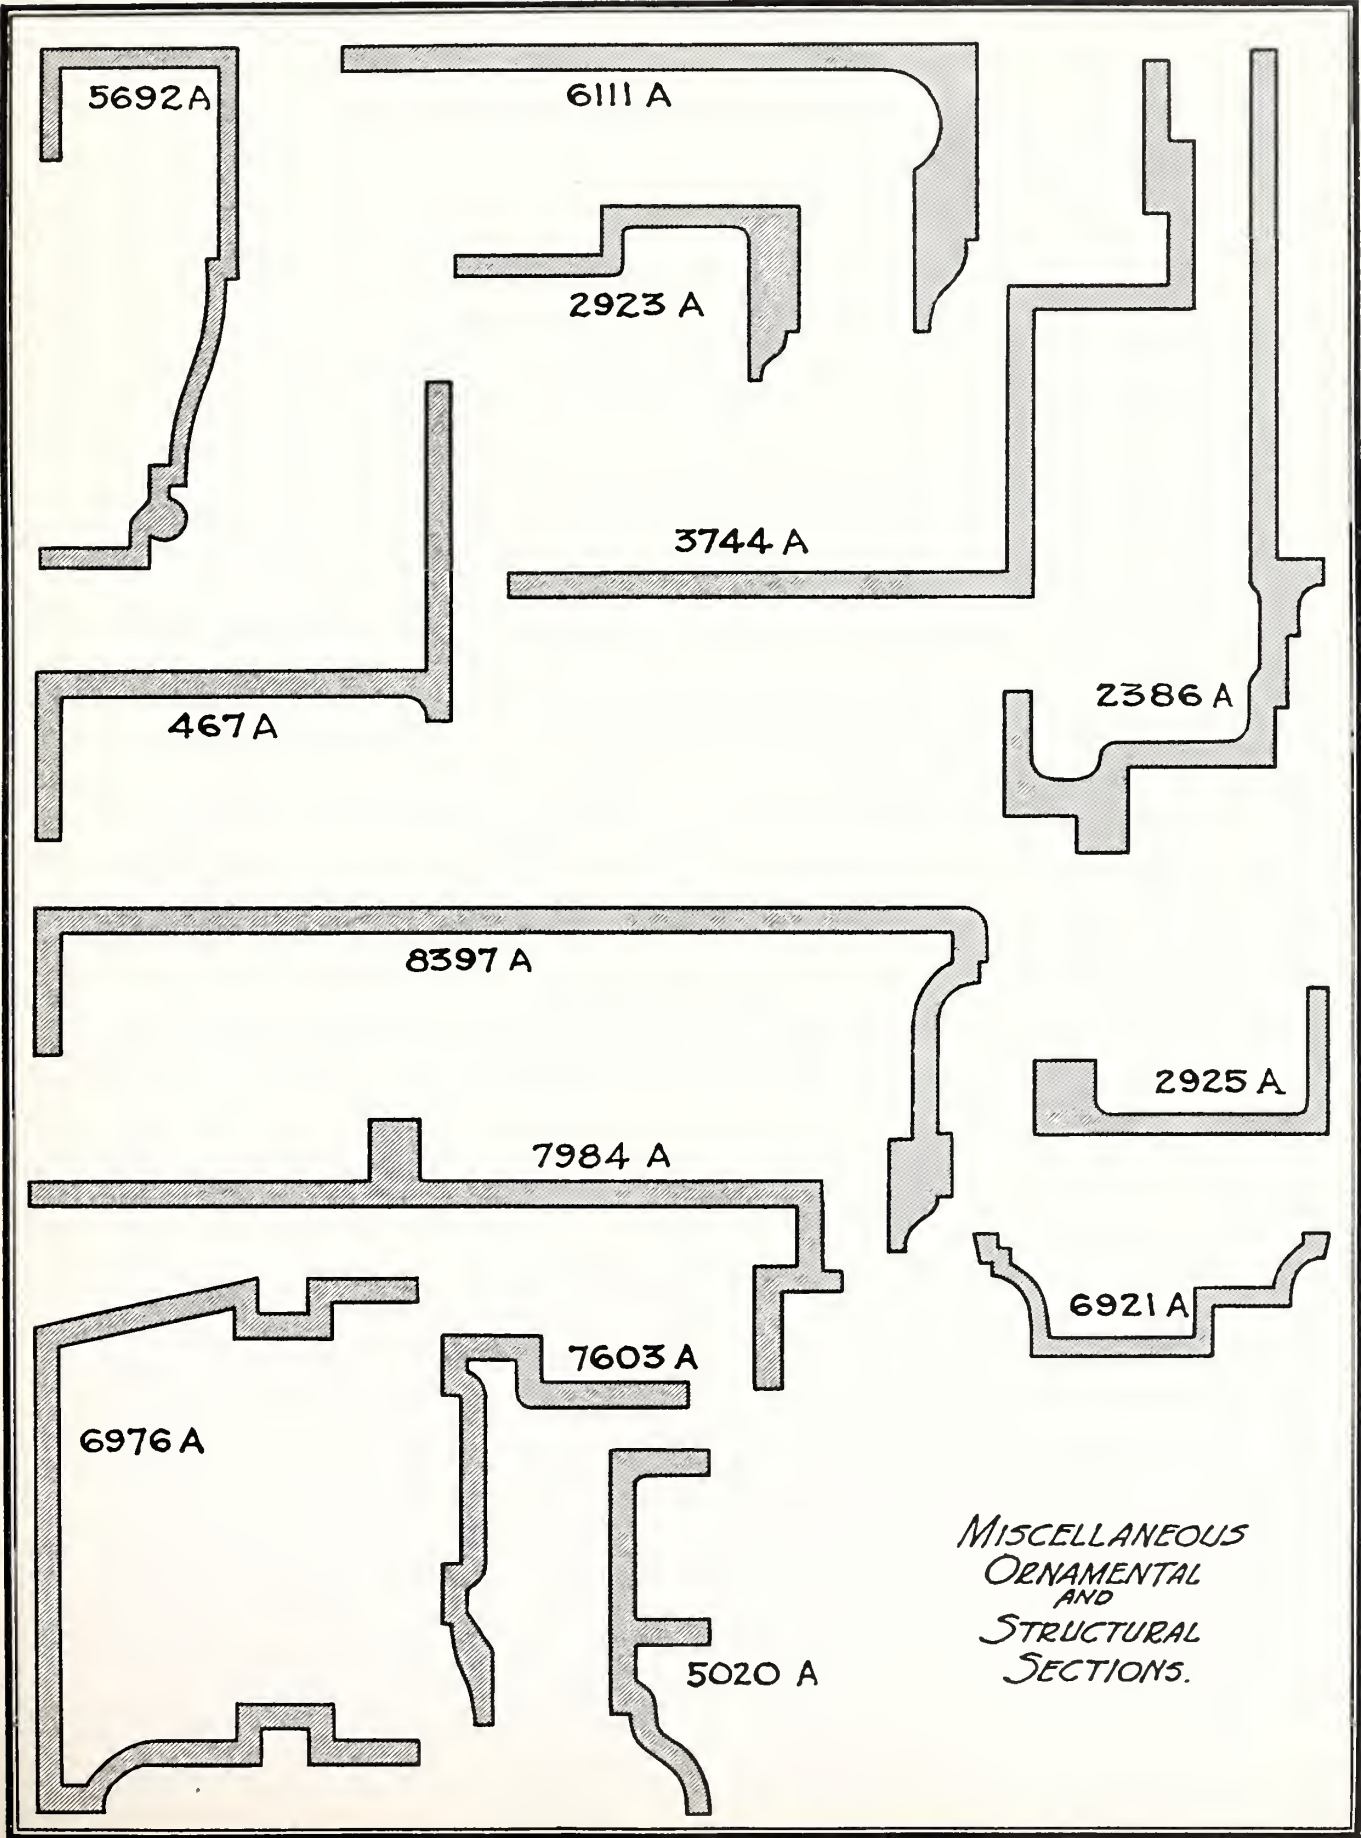 5692A
6111 A
2923 A
3744 A
467A
2386 A
8397 A
2925 A
7984 A
6921 A
7603 A
6976 A
5020 A
MISCELLANEOUS
ORNAMENTAL
AND
STRUCTURAL
SECTIONS.